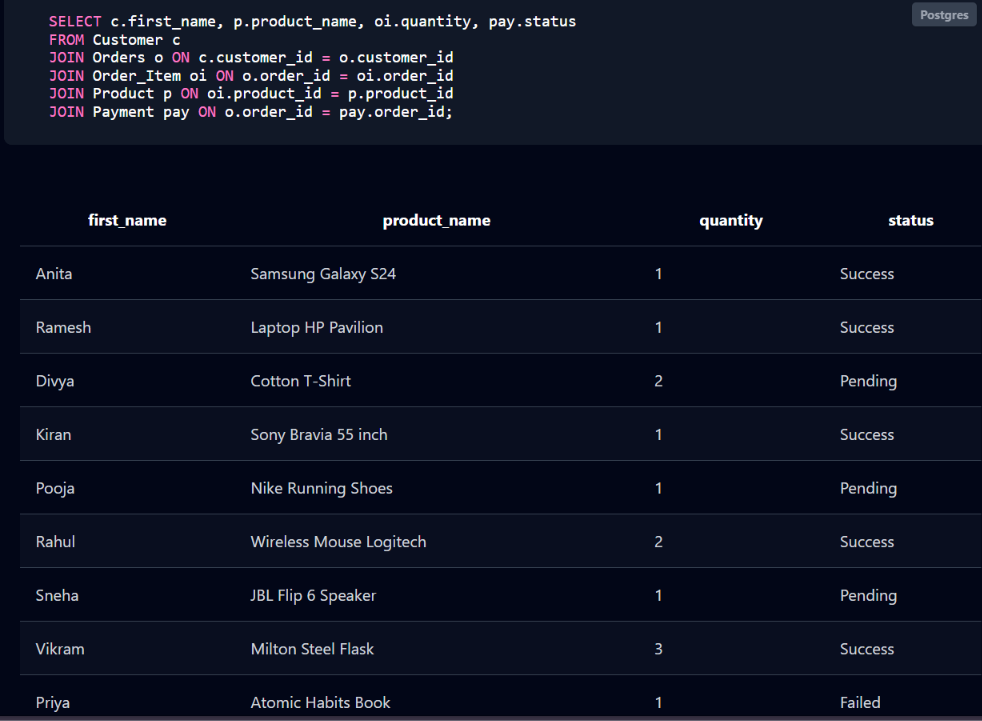 Postgres
SELECT c.first_name, p.product_name, oi.quantity, pay.status
FROM Customer c
JOIN Orders o ON c.customer_id = o.customer_id
JOIN Order_Item oi ON o.order_id = oi.order_id
JOIN Product p ON oi.product_id = p.product_id
JOIN Payment pay ON o.order_id = pay.order_id;
first_name product_name quantity status
Anita Samsung Galaxy S24 1 Success
Ramesh Laptop HP Pavilion 1 Success
Divya Cotton T-Shirt 2 Pending
Kiran Sony Bravia 55 inch 1 Success
Pooja Nike Running Shoes 1 Pending
Rahul Wireless Mouse Logitech 2 Success
Sneha JBL Flip 6 Speaker 1 Pending
Vikram Milton Steel Flask 3 Success
Priya Atomic Habits Book 1 Failed